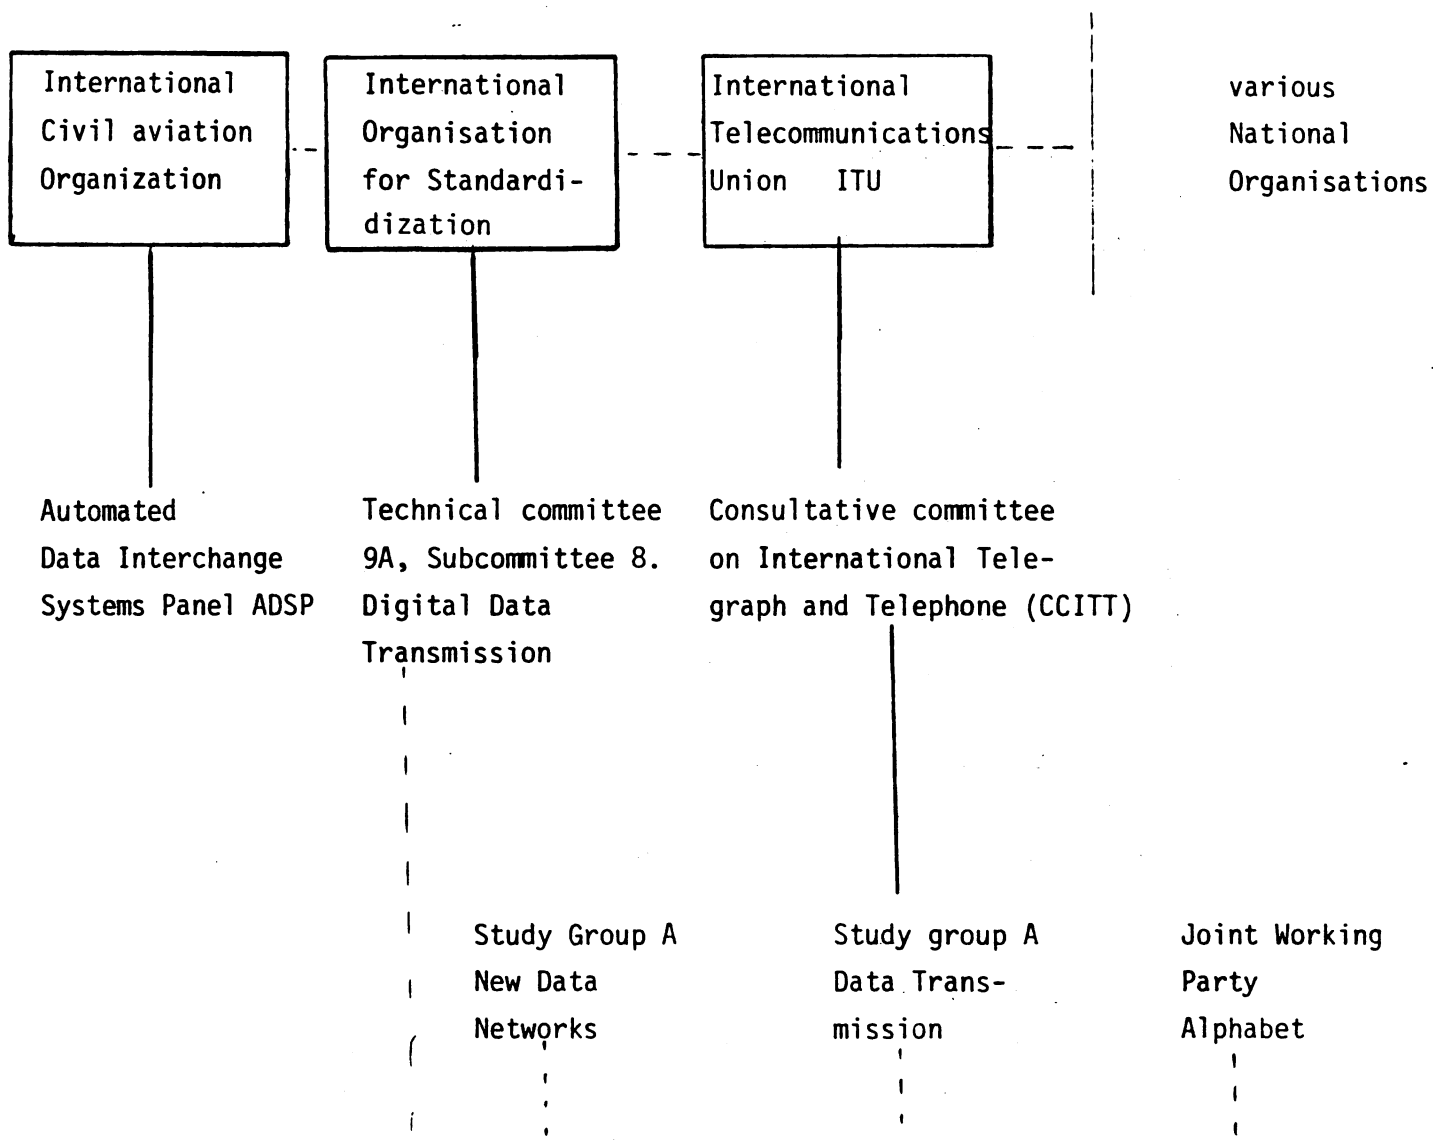 International
Civil aviation
Organization
International
Organisation
for Standardi-
dization
International
Telecommunications
Union ITU
various
National
Organisations
Automated
Data Interchange
Systems Panel ADSP
Technical committee
9A, Subcommittee 8.
Digital Data
Transmission
Consultative committee
on International Tele-
graph and Telephone (CCITT)
Study Group A
New Data
Networks
Study group A
Data Trans-
mission
Joint Working
Party
Alphabet